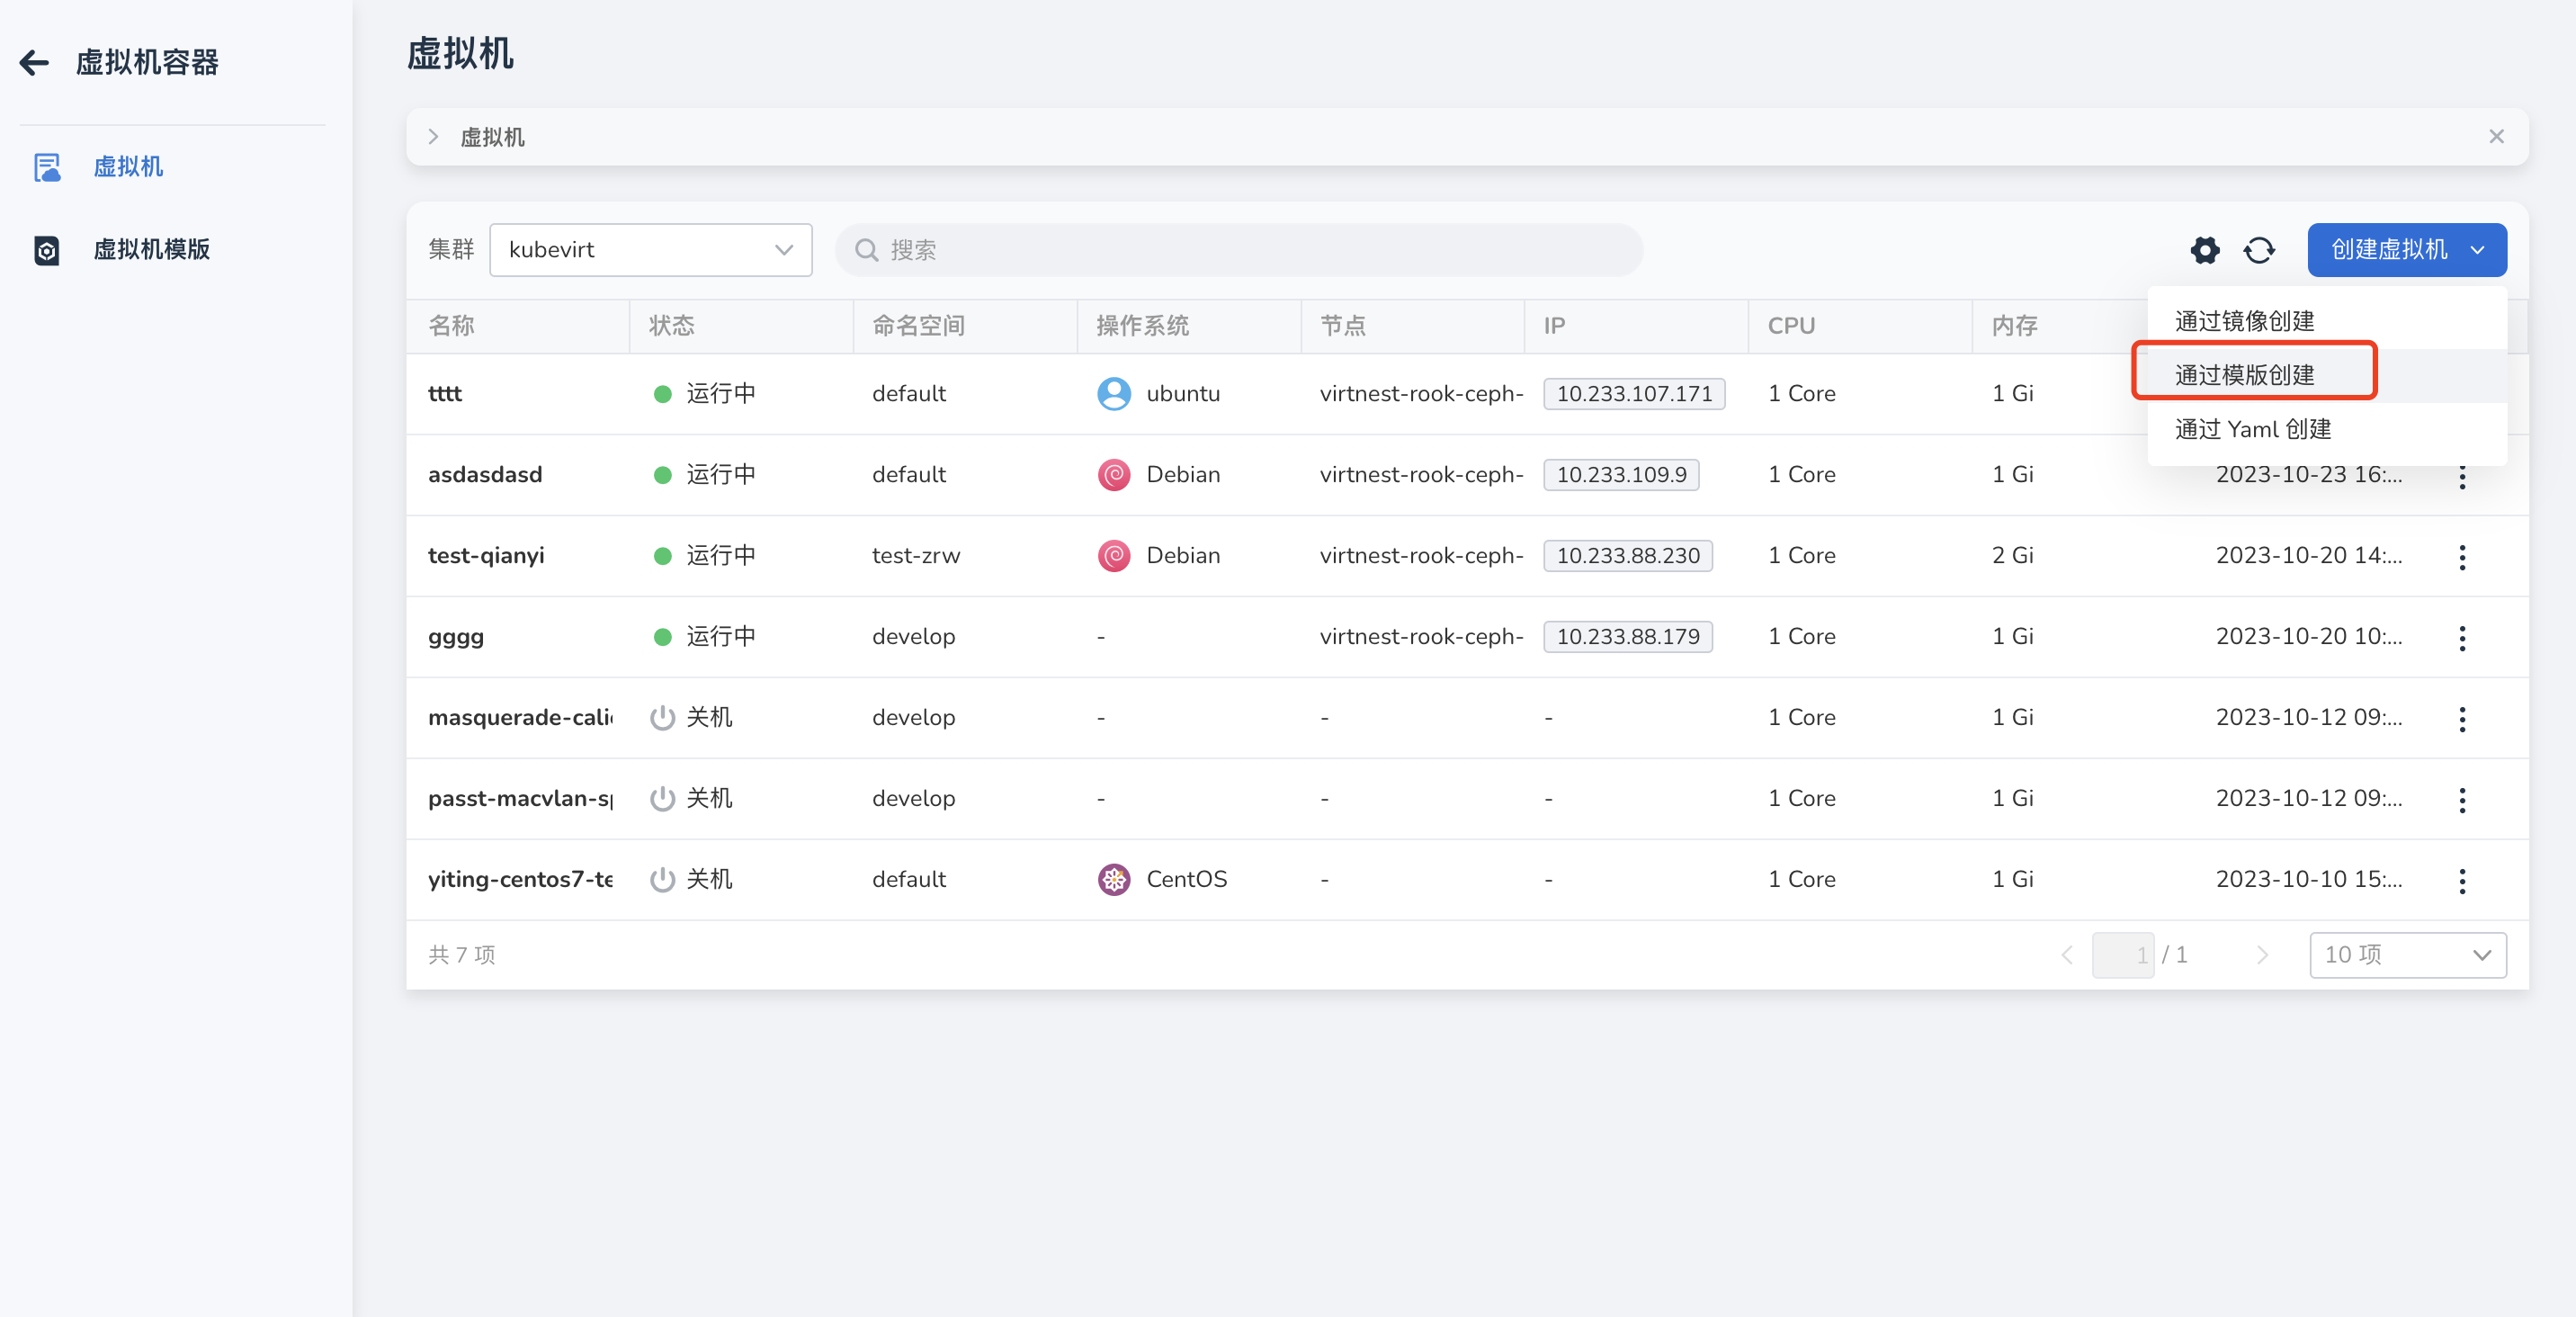 虚拟机容器
虚拟机
虚拟机模版
虚拟机
虚拟机
集群 kubevirt 搜索 创建虚拟机
通过镜像创建
通过模版创建
通过 Yaml 创建
名称 状态 命名空间 操作系统 节点 IP CPU 内存
tttt 运行中 default ubuntu virtnest-rook-ceph- 10.233.107.171 1 Core 1 Gi
asdasdasd 运行中 default Debian virtnest-rook-ceph- 10.233.109.9 1 Core 1 Gi 2023-10-23 16:...
test-qianyi 运行中 test-zrw Debian virtnest-rook-ceph- 10.233.88.230 1 Core 2 Gi 2023-10-20 14:...
gggg 运行中 develop - virtnest-rook-ceph- 10.233.88.179 1 Core 1 Gi 2023-10-20 10:...
masquerade-cali 关机 develop - - - 1 Core 1 Gi 2023-10-12 09:...
passt-macvlan-s 关机 develop - - - 1 Core 1 Gi 2023-10-12 09:...
yiting-centos7-te 关机 default CentOS - - 1 Core 1 Gi 2023-10-10 15:...
共 7 项 1 / 1 10 项